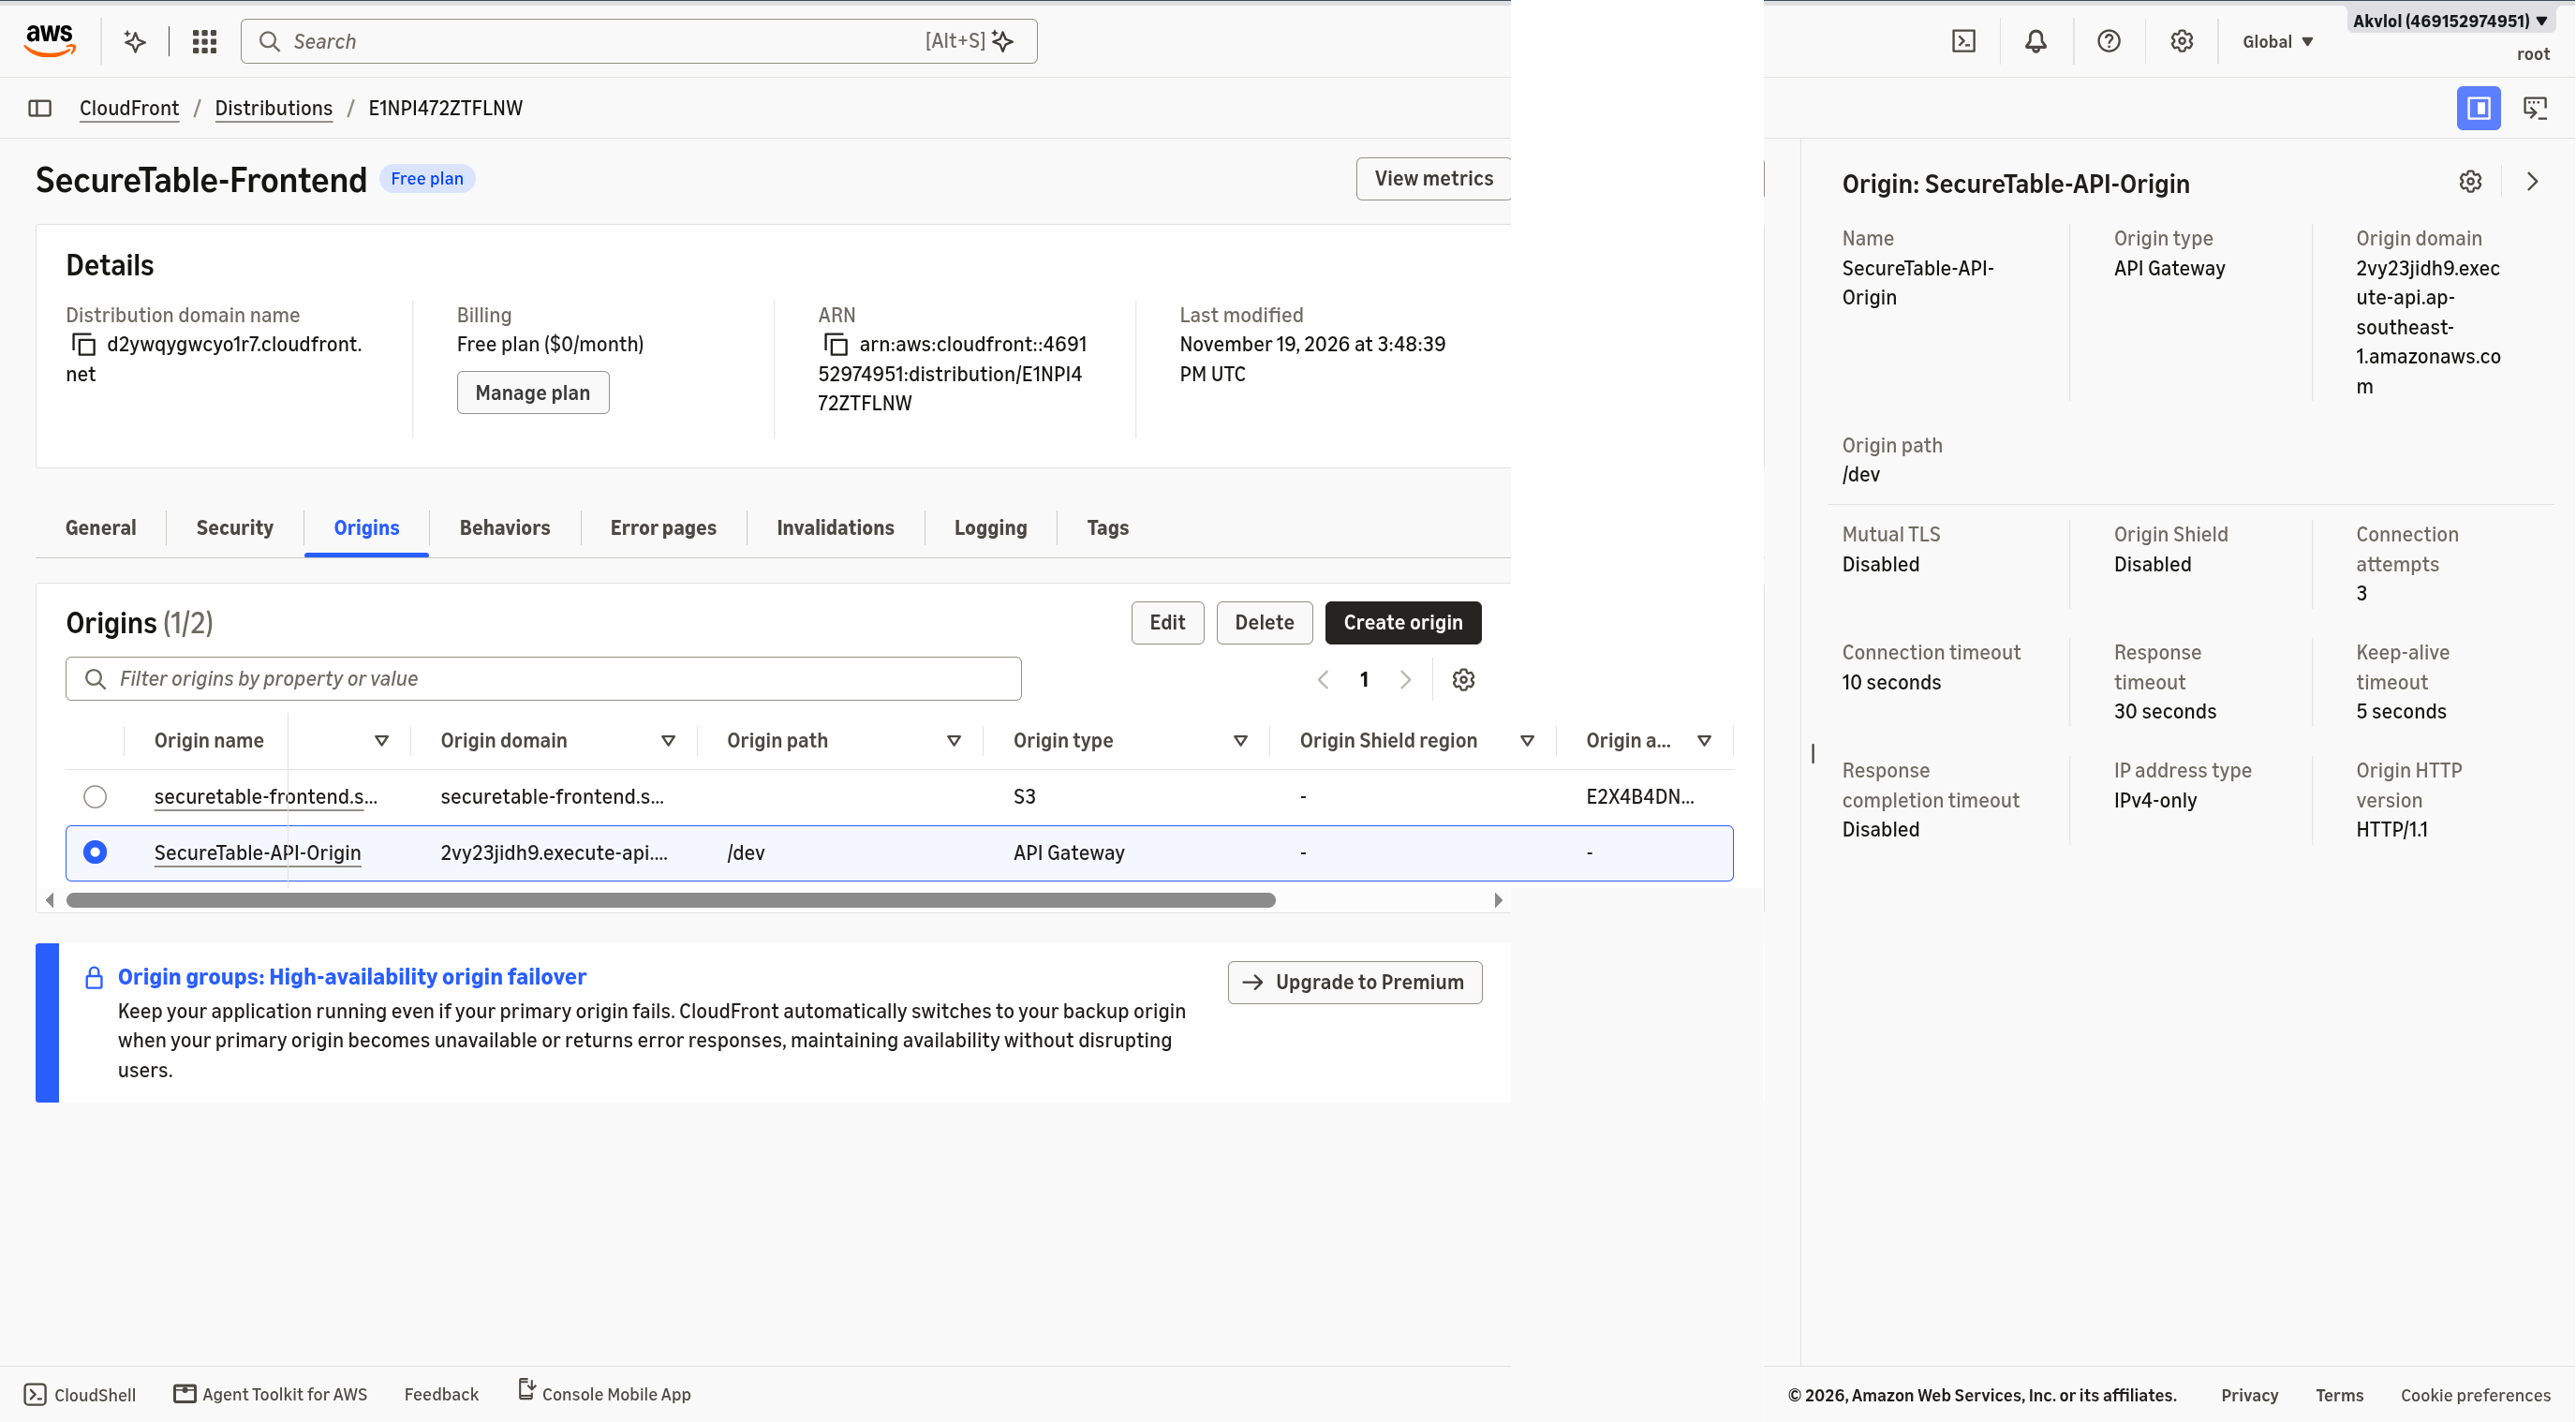 aws
Search
[Alt+S]
Global
Akvlol (469152974951)
root
CloudFront / Distributions / E1NPI472ZTFLNW
SecureTable-Frontend
Free plan
View metrics
Details
Distribution domain name
d2ywqygwcyo1r7.cloudfront.
net
Billing
Free plan ($0/month)
Manage plan
ARN
arn:aws:cloudfront::4691
52974951:distribution/E1NPI4
72ZTFLNW
Last modified
November 19, 2026 at 3:48:39
PM UTC
General
Security
Origins
Behaviors
Error pages
Invalidations
Logging
Tags
Origins (1/2)
Edit
Delete
Create origin
Filter origins by property or value
1
Origin name
Origin domain
Origin path
Origin type
Origin Shield region
Origin a...
securetable-frontend.s...
securetable-frontend.s...
S3
-
E2X4B4DN...
SecureTable-API-Origin
2vy23jidh9.execute-api....
/dev
API Gateway
-
-
Origin groups: High-availability origin failover
Keep your application running even if your primary origin fails. CloudFront automatically switches to your backup origin
when your primary origin becomes unavailable or returns error responses, maintaining availability without disrupting
users.
Upgrade to Premium
Origin: SecureTable-API-Origin
Name
SecureTable-API-
Origin
Origin type
API Gateway
Origin domain
2vy23jidh9.exec
ute-api.ap-
southeast-
1.amazonaws.co
m
Origin path
/dev
Mutual TLS
Disabled
Origin Shield
Disabled
Connection
attempts
3
Connection timeout
10 seconds
Response
timeout
30 seconds
Keep-alive
timeout
5 seconds
Response
completion timeout
Disabled
IP address type
IPv4-only
Origin HTTP
version
HTTP/1.1
CloudShell
Agent Toolkit for AWS
Feedback
Console Mobile App
© 2026, Amazon Web Services, Inc. or its affiliates.
Privacy
Terms
Cookie preferences